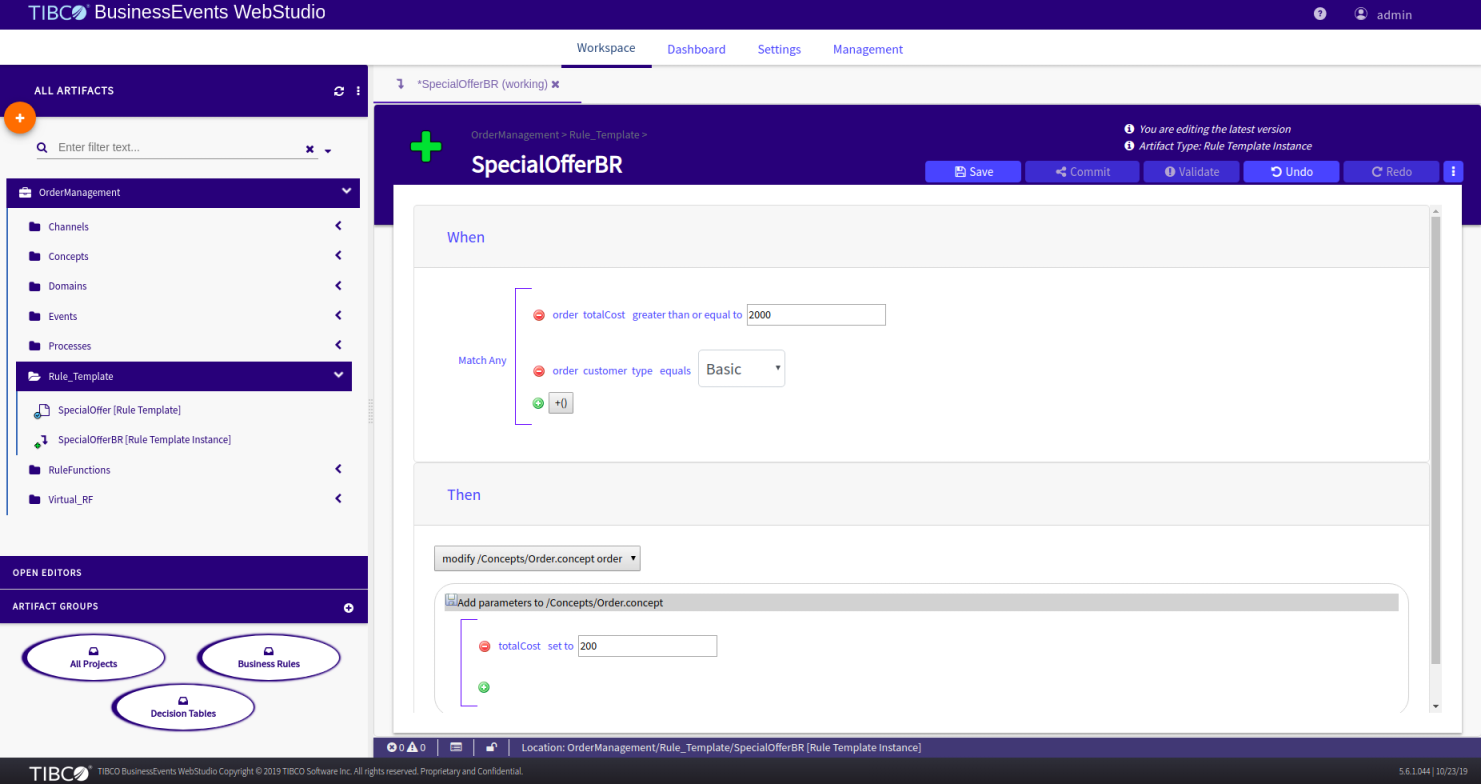 TIBCO® BusinessEvents WebStudio
? admin
Workspace Dashboard Settings Management
ALL ARTIFACTS
*SpecialOfferBR (working)
+
Enter filter text...
OrderManagement > Rule_Template >
SpecialOfferBR
You are editing the latest version
Artifact Type: Rule Template Instance
Save Commit Validate Undo Redo
OrderManagement
Channels
Concepts
Domains
Events
Processes
Rule_Template
SpecialOffer [Rule Template]
SpecialOfferBR [Rule Template Instance]
RuleFunctions
Virtual_RF
When
Match Any
order totalCost greater than or equal to 2000
order customer type equals Basic
+()
Then
modify /Concepts/Order.concept order
Add parameters to /Concepts/Order.concept
totalCost set to 200
OPEN EDITORS
ARTIFACT GROUPS
All Projects
Business Rules
Decision Tables
0 0 Location: OrderManagement/Rule_Template/SpecialOfferBR [Rule Template Instance]
TIBCO® TIBCO BusinessEvents WebStudio Copyright © 2019 TIBCO Software Inc. All rights reserved. Proprietary and Confidential.
5.6.1.044 | 10/23/19